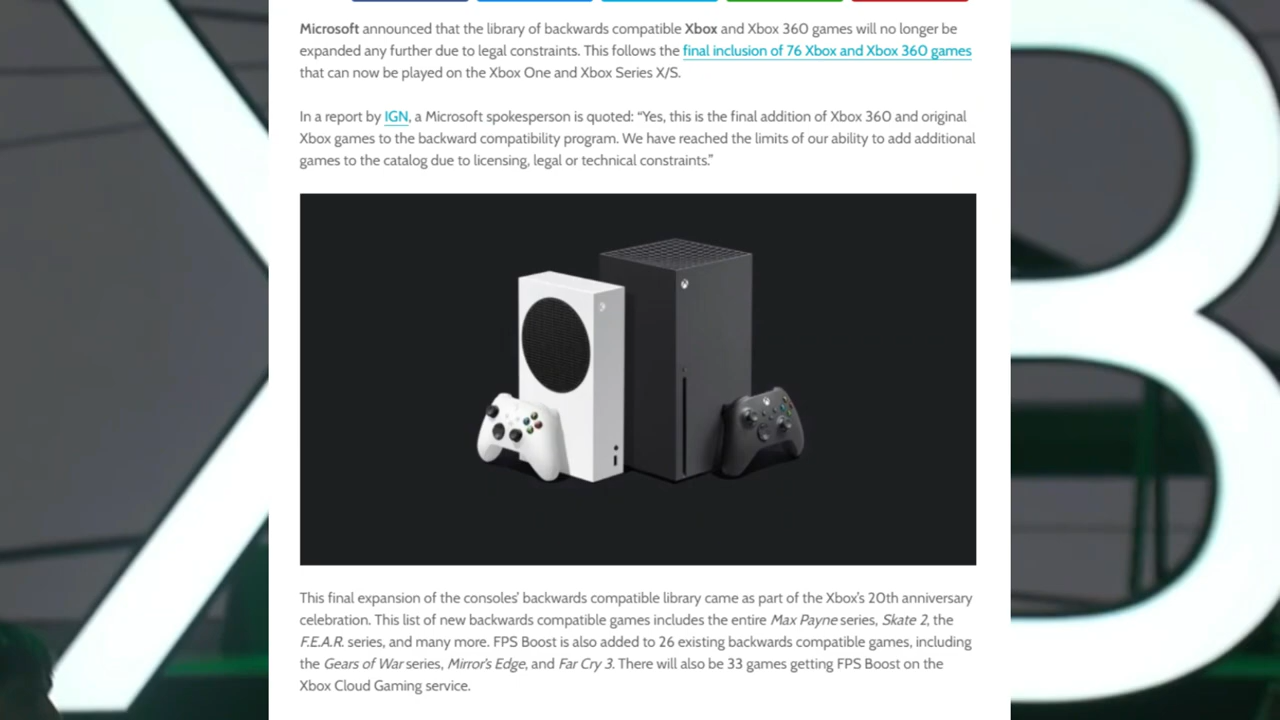 Microsoft announced that the library of backwards compatible Xbox and Xbox 360 games will no longer be
expanded any further due to legal constraints. This follows the final inclusion of 76 Xbox and Xbox 360 games
that can now be played on the Xbox One and Xbox Series X/S.
In a report by IGN, a Microsoft spokesperson is quoted: “Yes, this is the final addition of Xbox 360 and original
Xbox games to the backward compatibility program. We have reached the limits of our ability to add additional
games to the catalog due to licensing, legal or technical constraints.”
This final expansion of the consoles’ backwards compatible library came as part of the Xbox’s 20th anniversary
celebration. This list of new backwards compatible games includes the entire Max Payne series, Skate 2, the
F.E.A.R. series, and many more. FPS Boost is also added to 26 existing backwards compatible games, including
the Gears of War series, Mirror’s Edge, and Far Cry 3. There will also be 33 games getting FPS Boost on the
Xbox Cloud Gaming service.